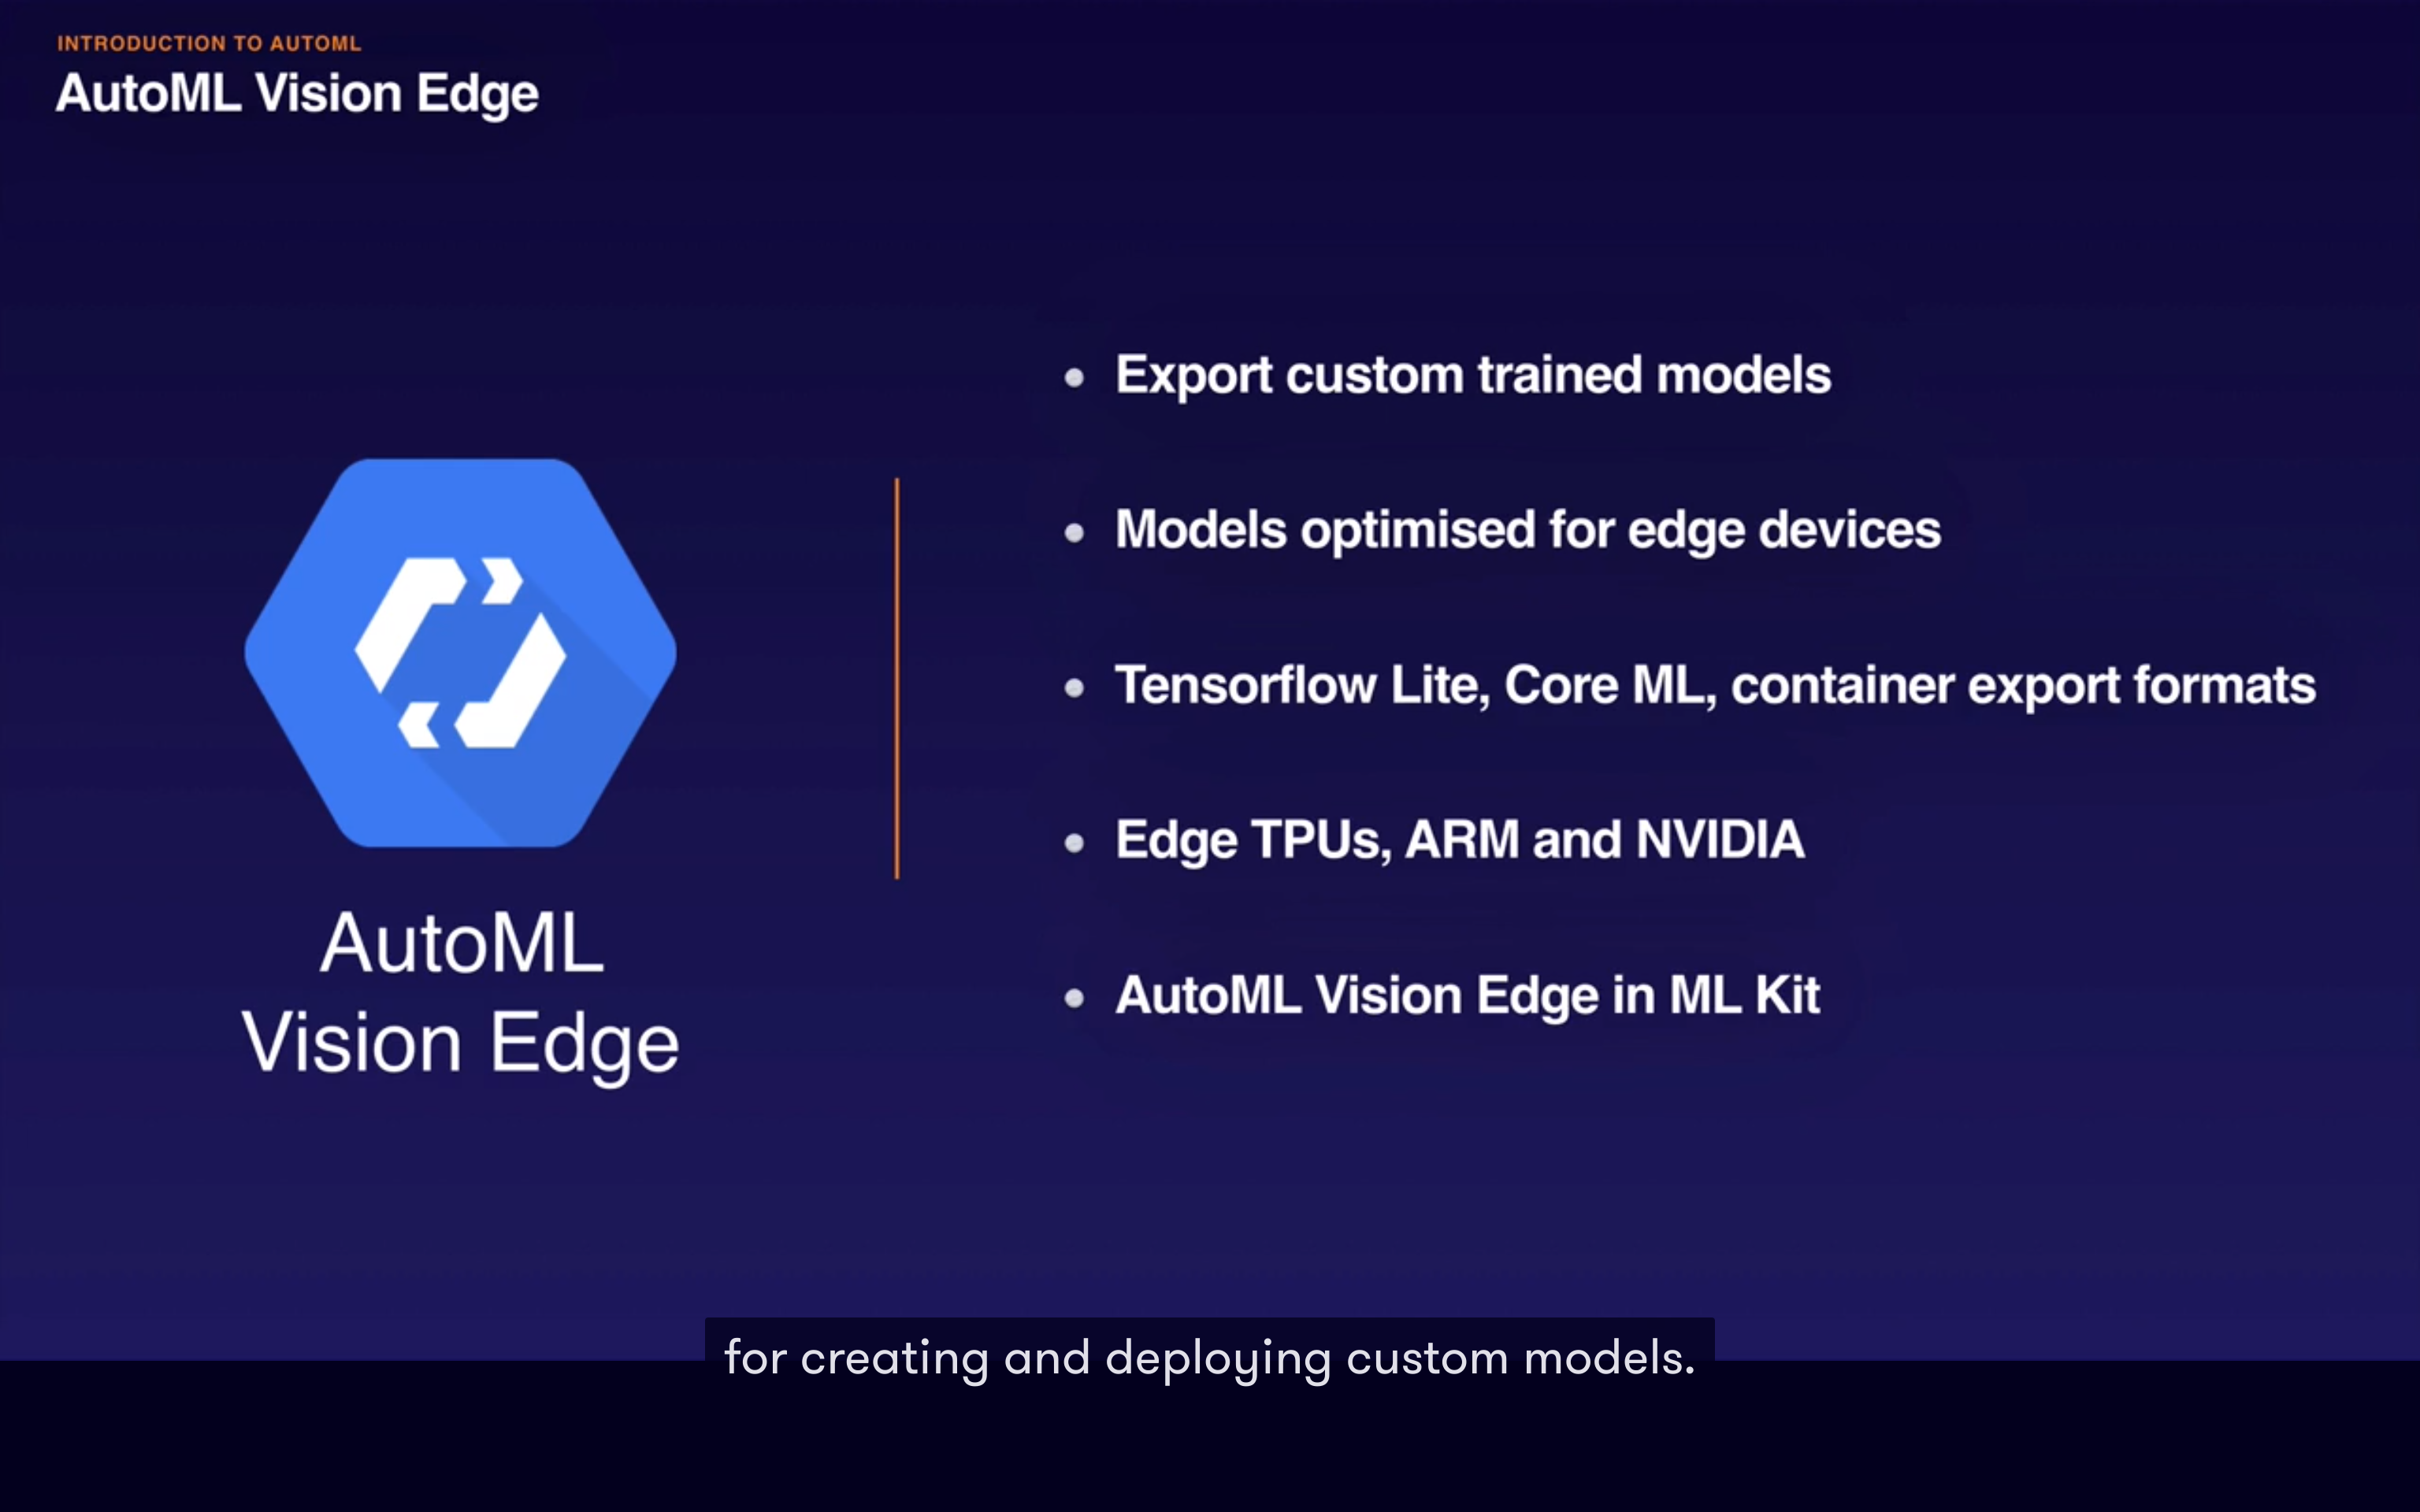 INTRODUCTION TO AUTOML
AutoML Vision Edge
AutoML
Vision Edge
Export custom trained models
Models optimised for edge devices
Tensorflow Lite, Core ML, container export formats
Edge TPUs, ARM and NVIDIA
AutoML Vision Edge in ML Kit
for creating and deploying custom models.